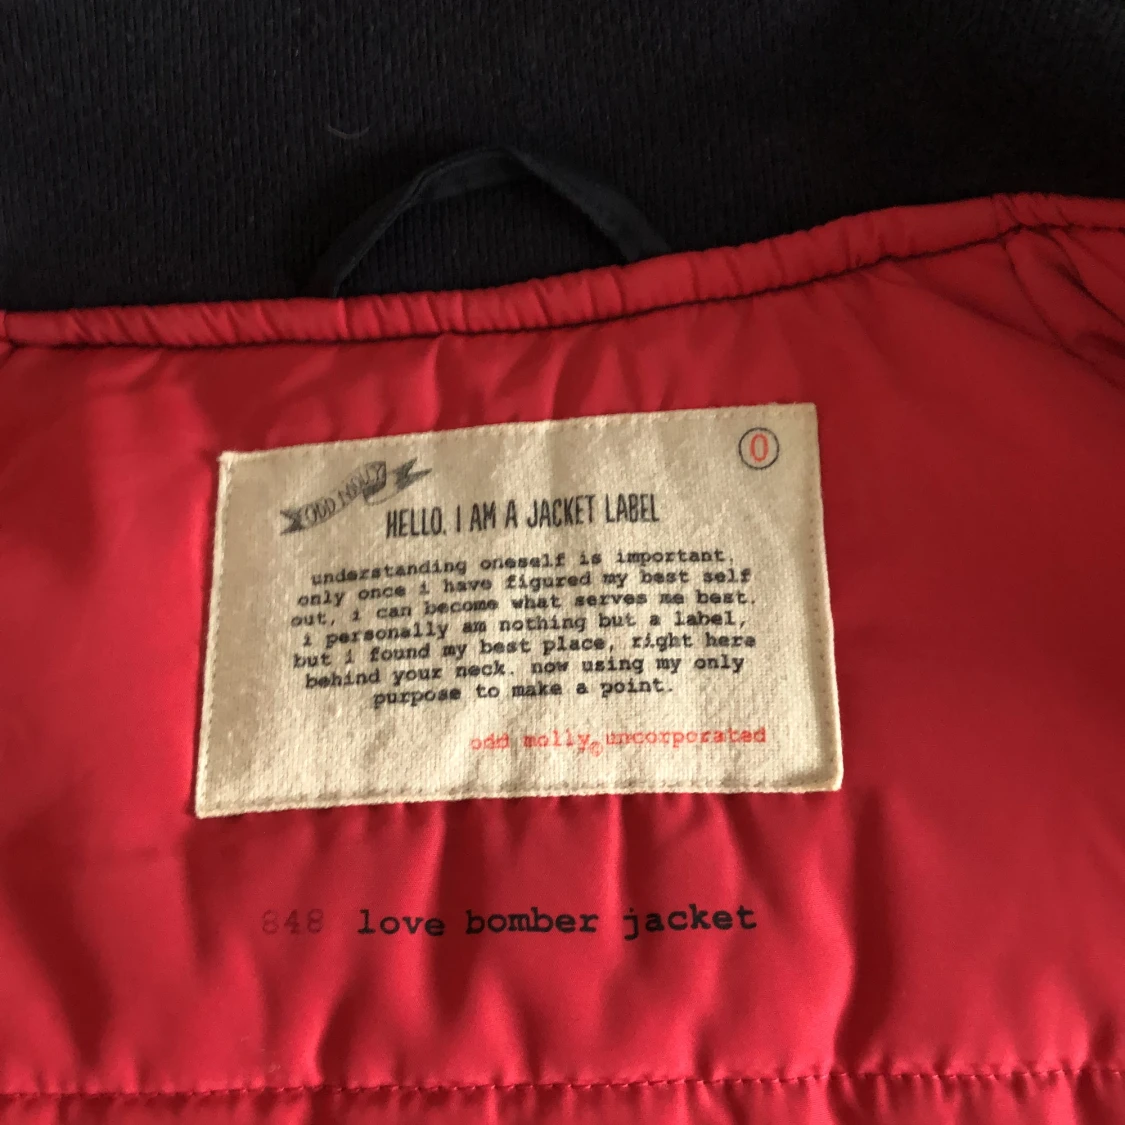 ODD MOLLY
0
HELLO. I AM A JACKET LABEL
understanding oneself is important.
only once i have figured my best self
out, i can become what serves me best.
i personally am nothing but a label,
but i found my best place, right here
behind your neck. now using my only
purpose to make a point.
odd molly©uncorporated
848 love bomber jacket